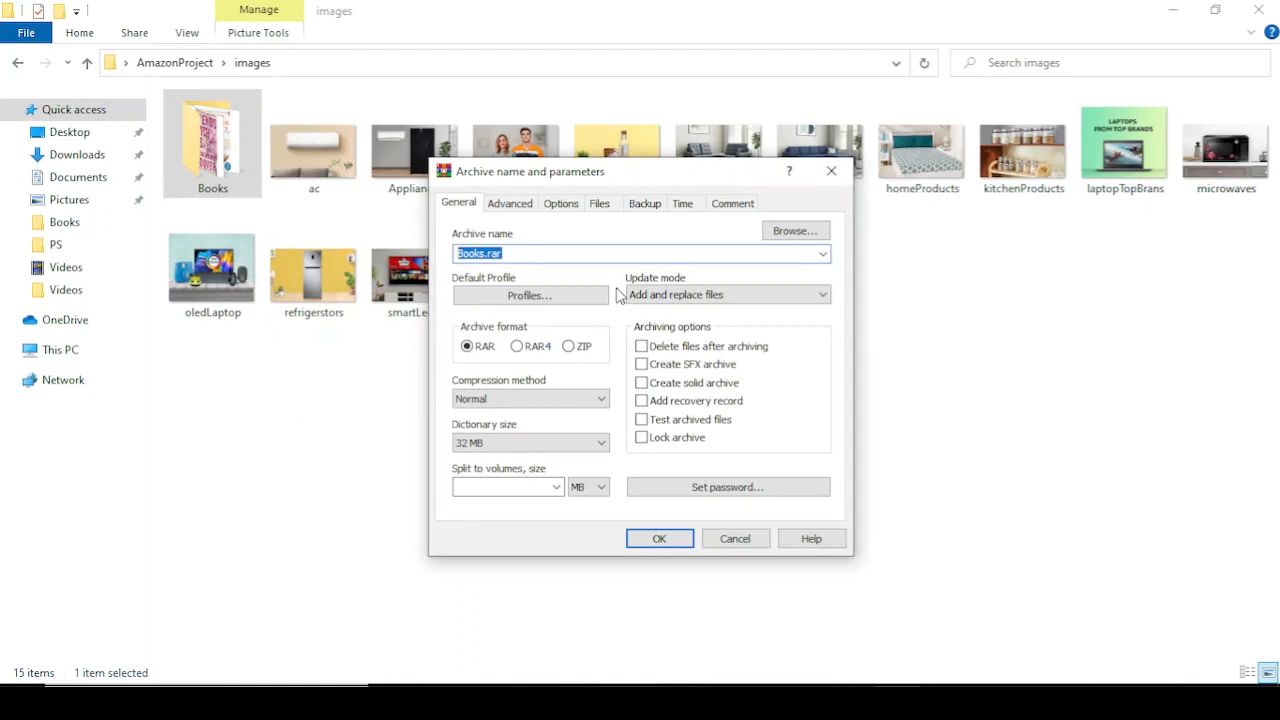 Manage
images
File
Home
Share
View
Picture Tools
AmazonProject
images
Search images
Quick access
Desktop
Downloads
Documents
Pictures
Books
PS
Videos
Videos
OneDrive
This PC
Network
Books
ac
Applian
homeProducts
kitchenProducts
LAPTOPS
FROM TOP BRANDS
laptopTopBrans
microwaves
oledLaptop
refrigerstors
smartLe
Archive name and parameters
?
General
Advanced
Options
Files
Backup
Time
Comment
Archive name
Browse...
Books.rar
Default Profile
Profiles...
Update mode
Add and replace files
Archive format
RAR
RAR4
ZIP
Compression method
Normal
Dictionary size
32 MB
Split to volumes, size
MB
Archiving options
Delete files after archiving
Create SFX archive
Create solid archive
Add recovery record
Test archived files
Lock archive
Set password...
OK
Cancel
Help
15 items
1 item selected